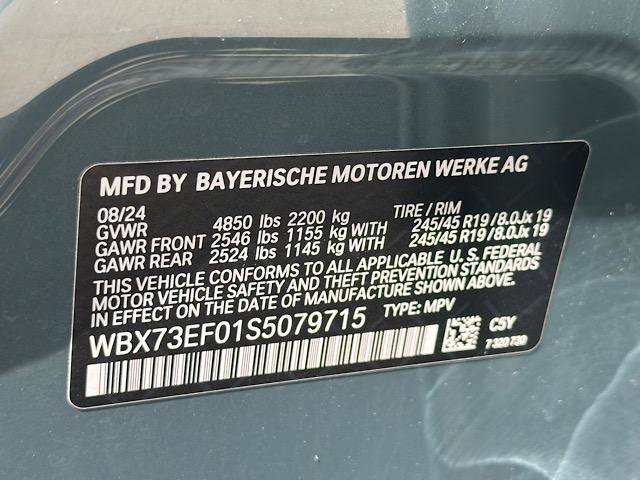 MFD BY BAYERISCHE MOTOREN WERKE AG
08/24
GVWR 4850 lbs 2200 kg TIRE / RIM
GAWR FRONT 2546 lbs 1155 kg WITH 245/45 R19 / 8.0Jx 19
GAWR REAR 2524 lbs 1145 kg WITH 245/45 R19 / 8.0Jx 19
THIS VEHICLE CONFORMS TO ALL APPLICABLE U. S. FEDERAL
MOTOR VEHICLE SAFETY AND THEFT PREVENTION STANDARDS
IN EFFECT ON THE DATE OF MANUFACTURE SHOWN ABOVE.
WBX73EF01S5079715 TYPE: MPV
C5Y
7 320 730